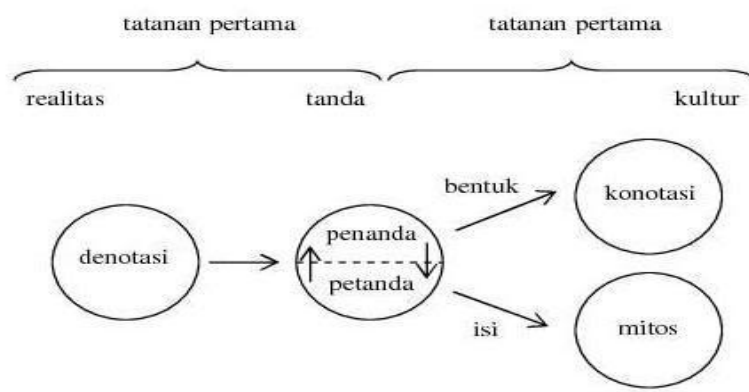 tatanan pertama tatanan pertama
realitas tanda kultur
bentuk konotasi
denotasi penanda
petanda
isi mitos